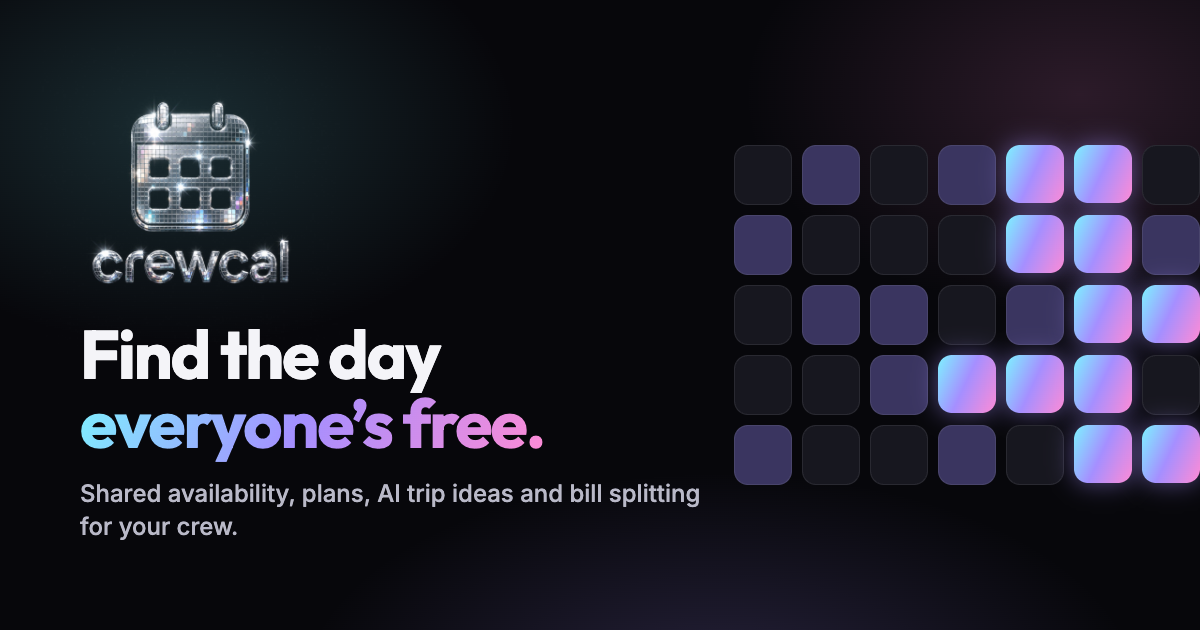 crewcal
Find the day
everyone’s free.
Shared availability, plans, AI trip ideas and bill splitting
for your crew.